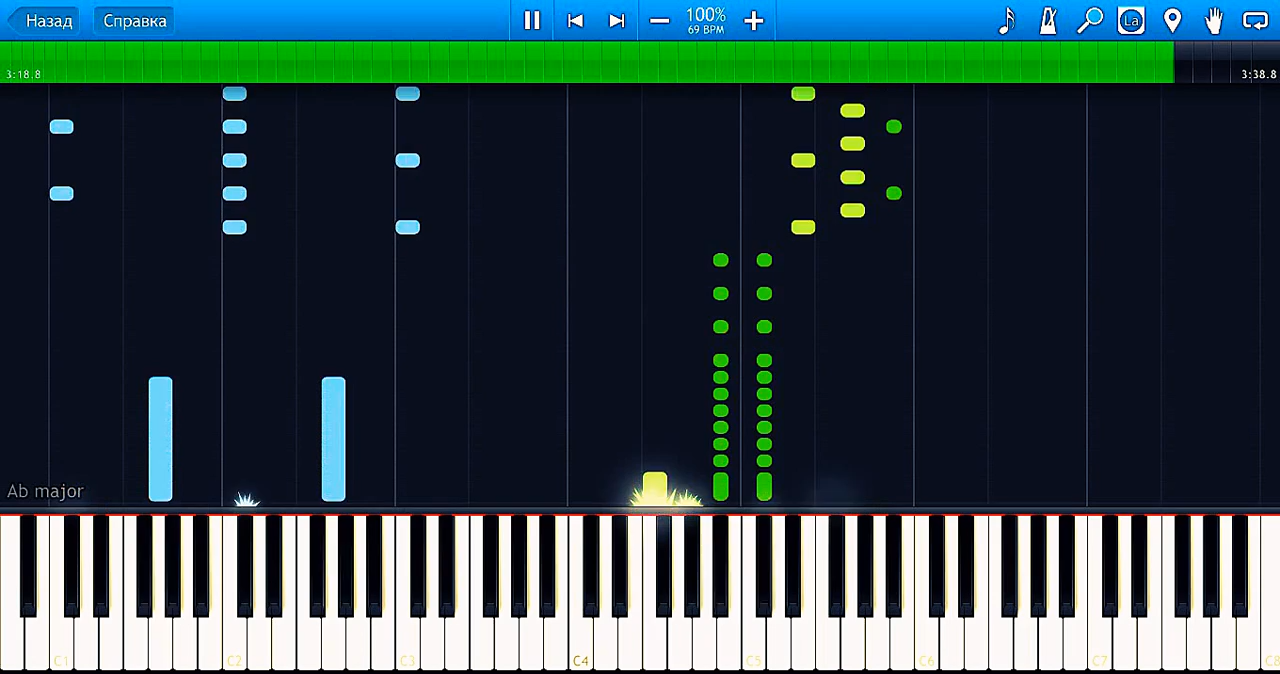 Назад
Справка
100%
69 BPM
La
3:18.8
3:38.8
Ab major
C1
C2
C3
C4
C5
C6
C7
C8